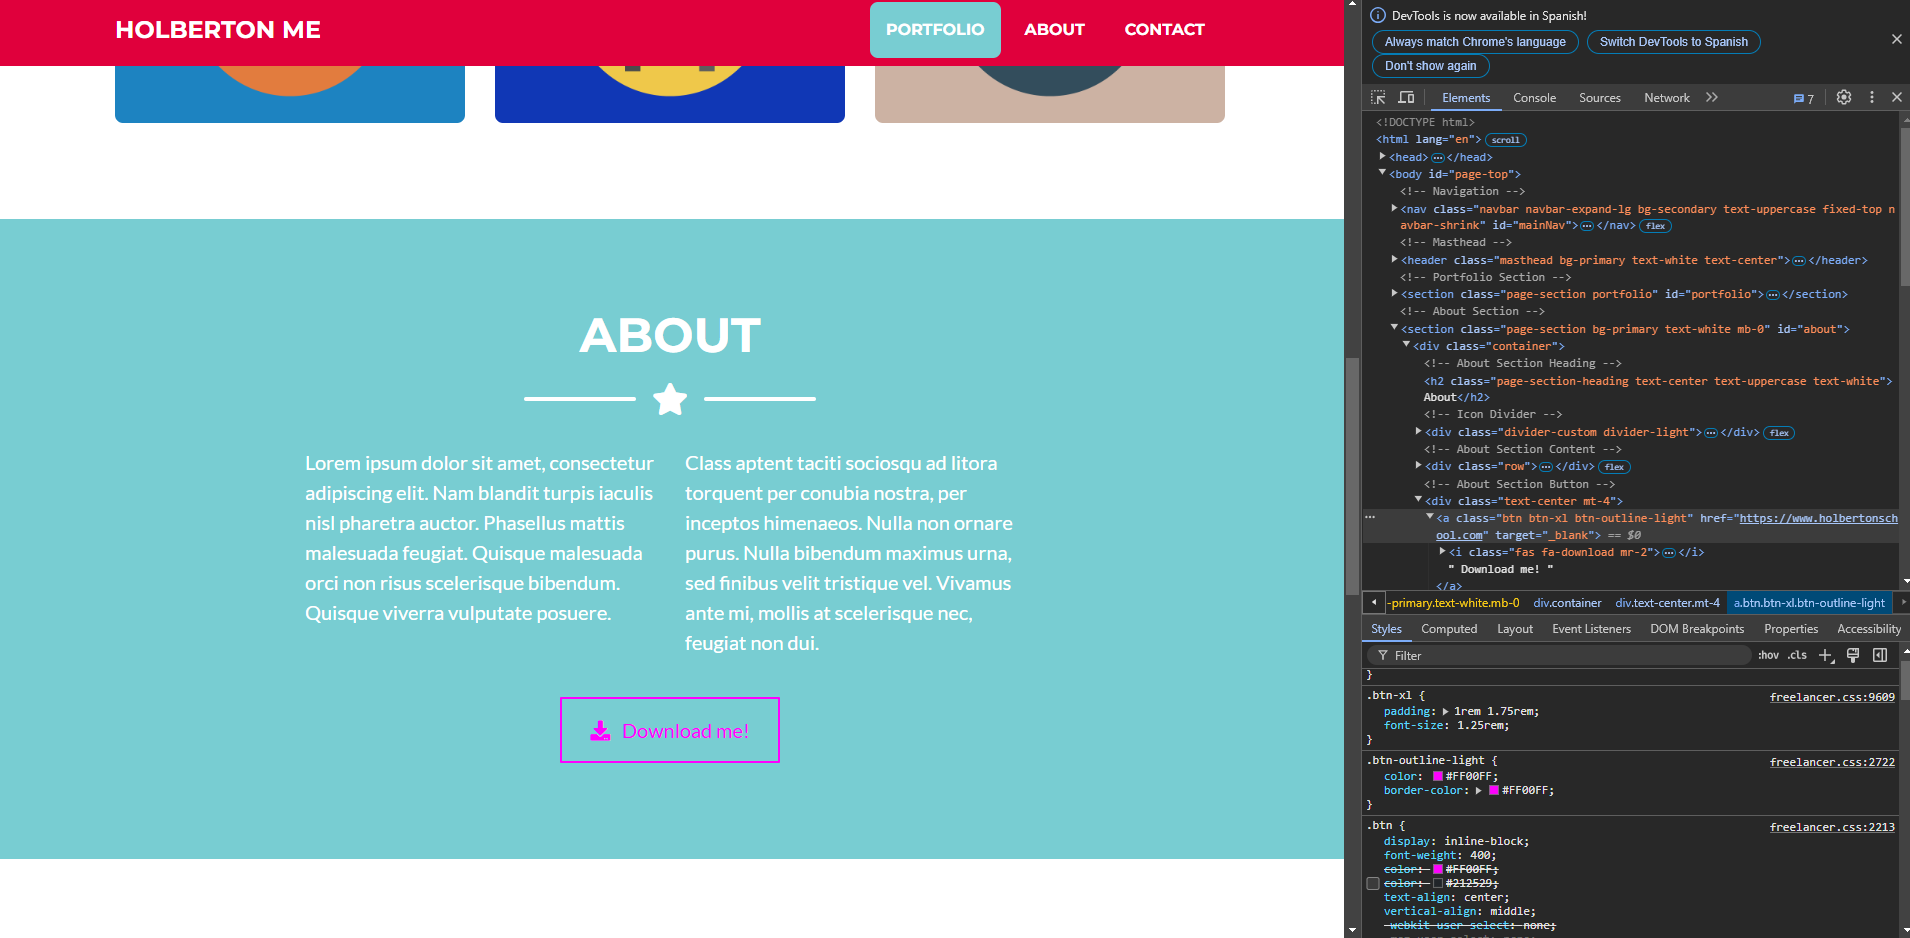 HOLBERTON ME
PORTFOLIO
ABOUT
CONTACT
ABOUT
Lorem ipsum dolor sit amet, consectetur
adipiscing elit. Nam blandit turpis iaculis
nisl pharetra auctor. Phasellus mattis
malesuada feugiat. Quisque malesuada
orci non risus scelerisque bibendum.
Quisque viverra vulputate posuere.
Class aptent taciti sociosqu ad litora
torquent per conubia nostra, per
inceptos himenaeos. Nulla non ornare
purus. Nulla bibendum maximus urna,
sed finibus velit tristique vel. Vivamus
ante mi, mollis at scelerisque nec,
feugiat non dui.
Download me!
DevTools is now available in Spanish!
Always match Chrome's language
Switch DevTools to Spanish
Don't show again
Elements
Console
Sources
Network
7
<!DOCTYPE html>
<html lang="en"> scroll
<head>…</head>
<body id="page-top">
<!-- Navigation -->
<nav class="navbar navbar-expand-lg bg-secondary text-uppercase fixed-top n
avbar-shrink" id="mainNav">…</nav> flex
<!-- Masthead -->
<header class="masthead bg-primary text-white text-center">…</header>
<!-- Portfolio Section -->
<section class="page-section portfolio" id="portfolio">…</section>
<!-- About Section -->
<section class="page-section bg-primary text-white mb-0" id="about">
<div class="container">
<!-- About Section Heading -->
<h2 class="page-section-heading text-center text-uppercase text-white">
About</h2>
<!-- Icon Divider -->
<div class="divider-custom divider-light">…</div> flex
<!-- About Section Content -->
<div class="row">…</div> flex
<!-- About Section Button -->
<div class="text-center mt-4">
<a class="btn btn-xl btn-outline-light" href="https://www.holbertonsch
ool.com" target="_blank"> == $0
<i class="fas fa-download mr-2">…</i>
" Download me! "
</a>
-primary.text-white.mb-0 div.container div.text-center.mt-4 a.btn.btn-xl.btn-outline-light
Styles
Computed
Layout
Event Listeners
DOM Breakpoints
Properties
Accessibility
Filter
:hov .cls
}
.btn-xl { freelancer.css:9609
padding: 1rem 1.75rem;
font-size: 1.25rem;
}
.btn-outline-light { freelancer.css:2722
color: #FF00FF;
border-color: #FF00FF;
}
.btn { freelancer.css:2213
display: inline-block;
font-weight: 400;
color: #FF00FF;
color: #212529;
text-align: center;
vertical-align: middle;
-webkit-user-select: none;